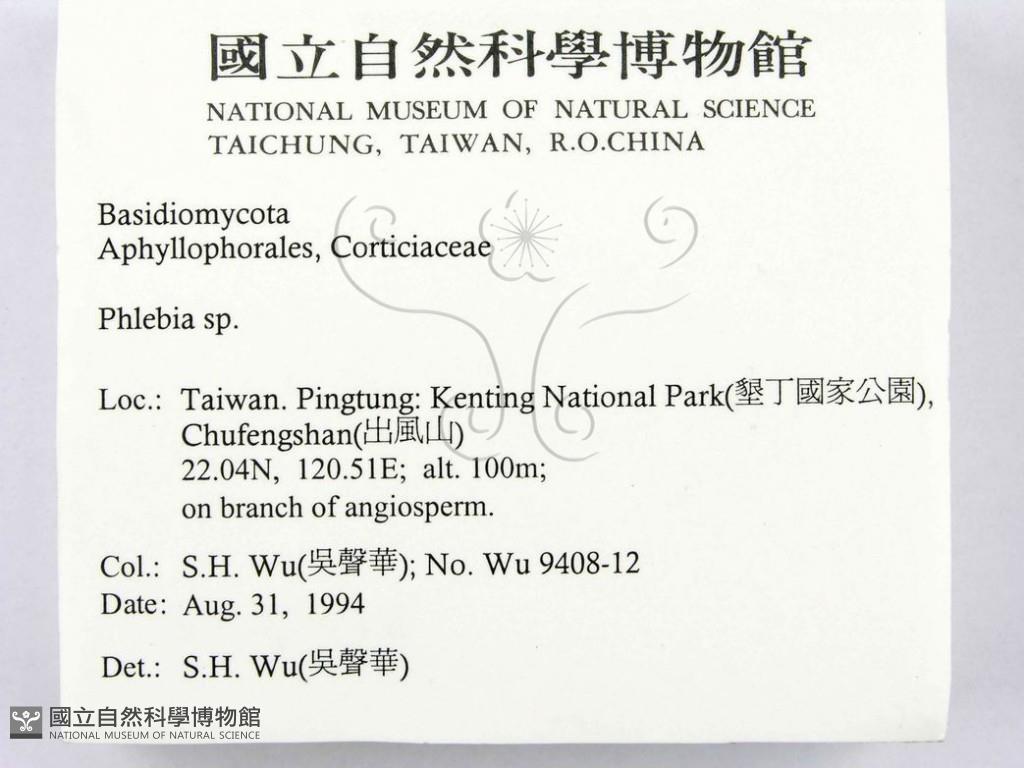 國立自然科學博物館
NATIONAL MUSEUM OF NATURAL SCIENCE
TAICHUNG, TAIWAN, R.O.CHINA
Basidiomycota
Aphyllophorales, Corticiaceae
Phlebia sp.
Loc.: Taiwan. Pingtung: Kenting National Park(墾丁國家公園),
Chufengshan(出風山)
22.04N, 120.51E; alt. 100m;
on branch of angiosperm.
Col.: S.H. Wu(吳聲華); No. Wu 9408-12
Date: Aug. 31, 1994
Det.: S.H. Wu(吳聲華)
國立自然科學博物館
NATIONAL MUSEUM OF NATURAL SCIENCE